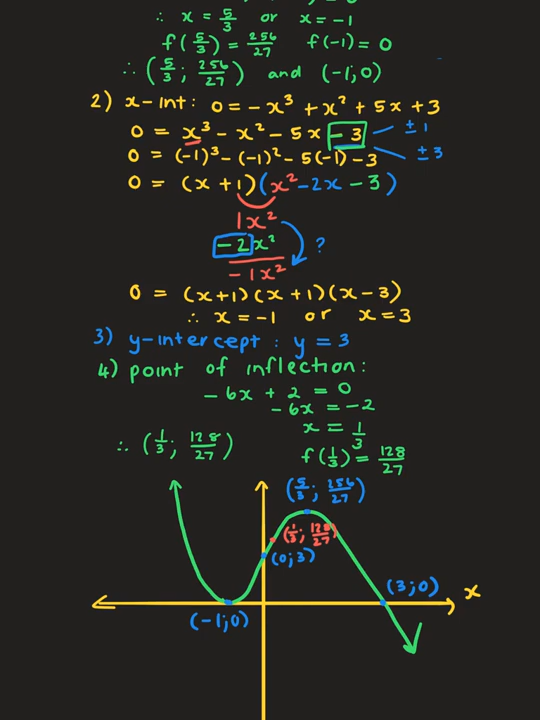 ∴ x = 5/3 or x = -1
f(5/3) = 256/27 f(-1) = 0
∴ (5/3 ; 256/27) and (-1;0)
2) x-int: 0 = -x³ + x² + 5x + 3
0 = x³ - x² - 5x - 3 ± 1
0 = (-1)³ - (-1)² - 5(-1) - 3 ± 3
0 = (x + 1)(x² - 2x - 3)
1x²
-2x² ?
-1x²
0 = (x+1)(x+1)(x-3)
∴ x = -1 or x = 3
3) y-intercept: y = 3
4) point of inflection:
-6x + 2 = 0
-6x = -2
x = 1/3
∴ (1/3 ; 128/27) f(1/3) = 128/27
(5/3 ; 256/27)
(1/3 ; 128/27)
(0;3)
(3;0)
x
(-1;0)